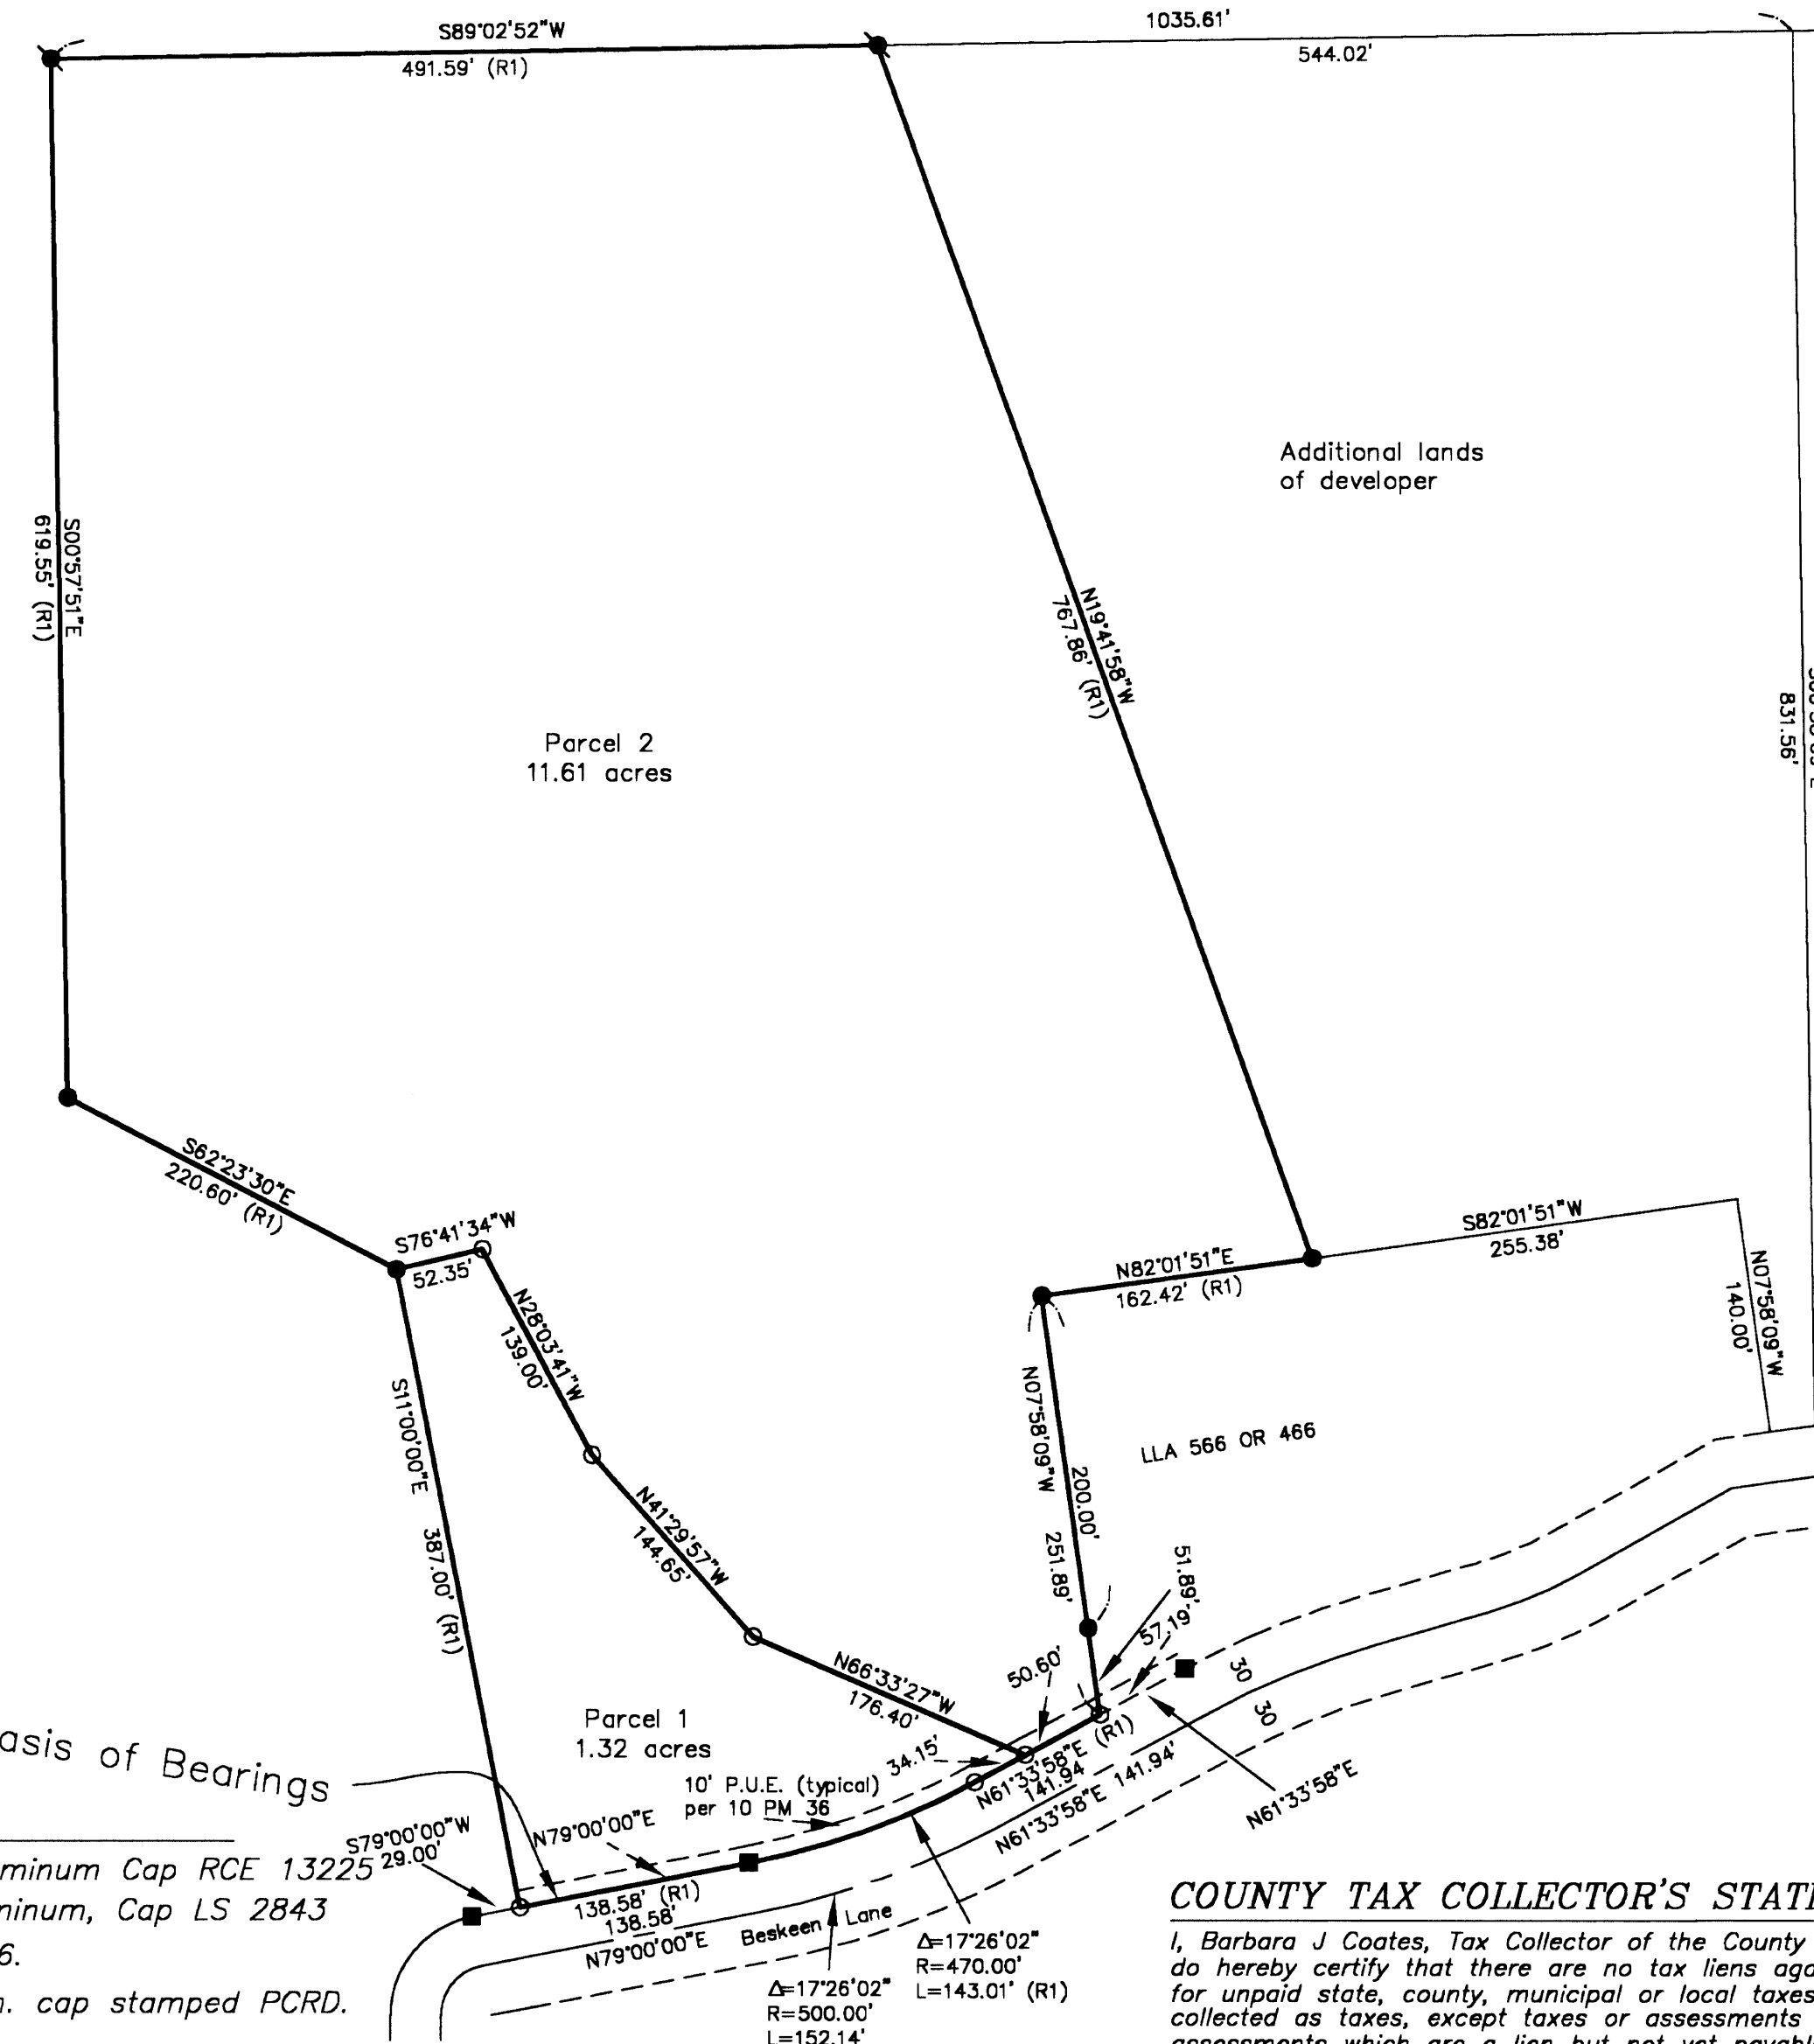 S89°02'52"W
491.59' (R1)
1035.61'
544.02'
S00°57'51"E
619.55' (R1)
N19°41'58"W
767.86' (R1)
Additional lands
of developer
831.56'
Parcel 2
11.61 acres
S62°23'30"E
220.60' (R1)
S76°41'34"W
52.35'
N28°03'41"W
139.00'
N82°01'51"E
162.42' (R1)
S82°01'51"W
255.38'
N07°58'09"W
140.00'
S11°00'00"E 387.00' (R1)
N41°29'57"W
144.65'
N07°58'09"W 200.00'
251.89'
LLA 566 OR 466
51.89'
57.19'
50.60'
N66°33'27"W
176.40'
34.15'
30
30
Parcel 1
1.32 acres
10' P.U.E. (typical)
per 10 PM 36
N61°33'58"E (R1)
141.94
N61°33'58"E 141.94'
N61°33'58"E
asis of Bearings
S79°00'00"W
29.00'
N79°00'00"E
138.58' (R1)
138.58'
N79°00'00"E
Beskeen Lane
Δ=17°26'02"
R=470.00'
L=143.01' (R1)
Δ=17°26'02"
R=500.00'
L=152.14'
minum Cap RCE 13225
minum, Cap LS 2843
6.
cap stamped PCRD.
COUNTY TAX COLLECTOR'S STATE
I, Barbara J Coates, Tax Collector of the County
do hereby certify that there are no tax liens aga
for unpaid state, county, municipal or local taxes
collected as taxes, except taxes or assessments
assessments which are a lien but not yet payabl